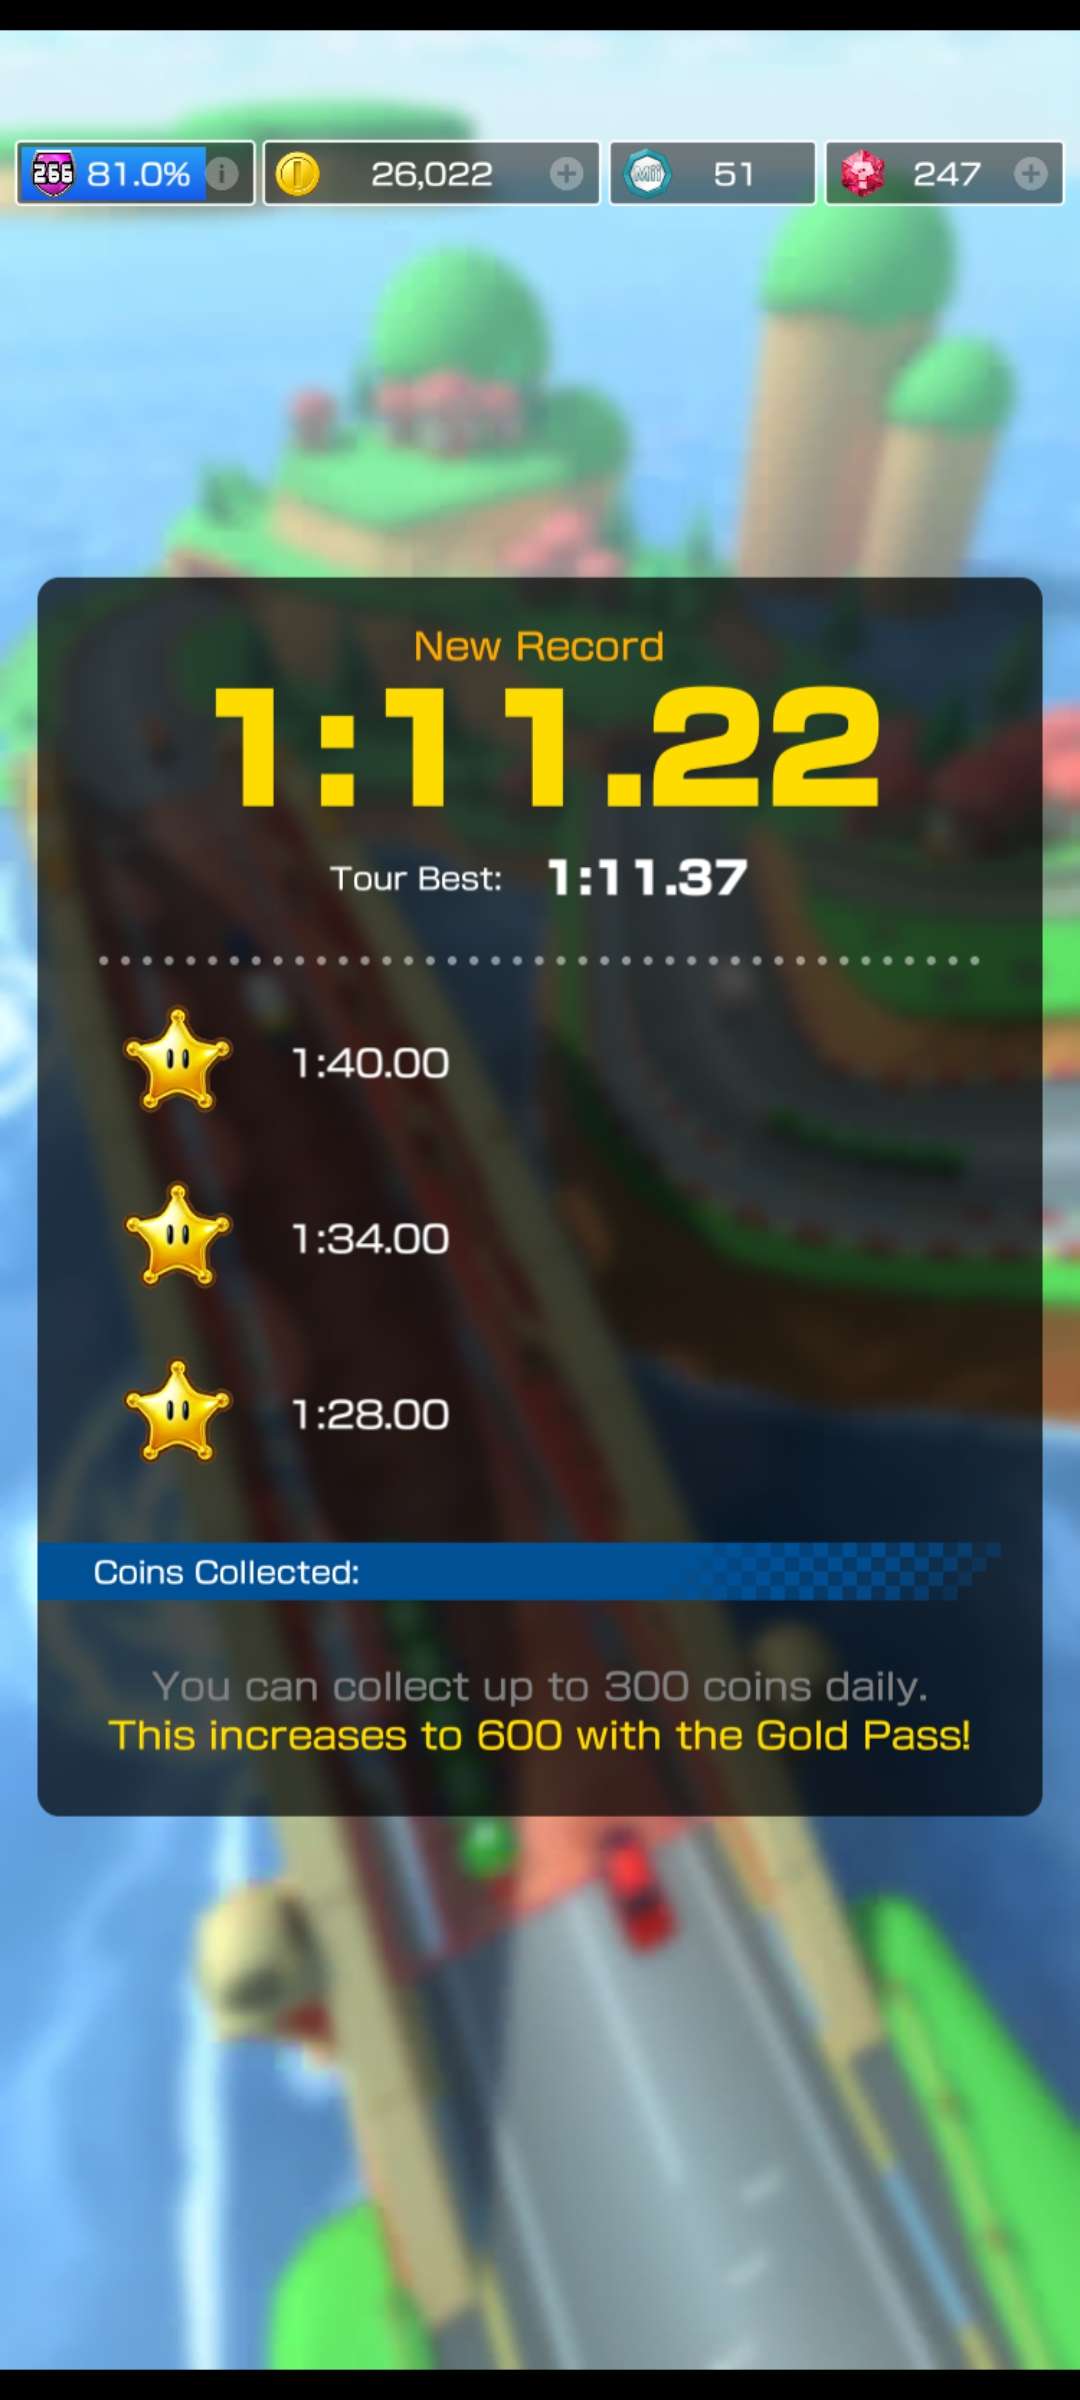 266 81.0% i 26,022 + Mii 51 247 +
New Record
1:11.22
Tour Best: 1:11.37
1:40.00
1:34.00
1:28.00
Coins Collected:
You can collect up to 300 coins daily.
This increases to 600 with the Gold Pass!